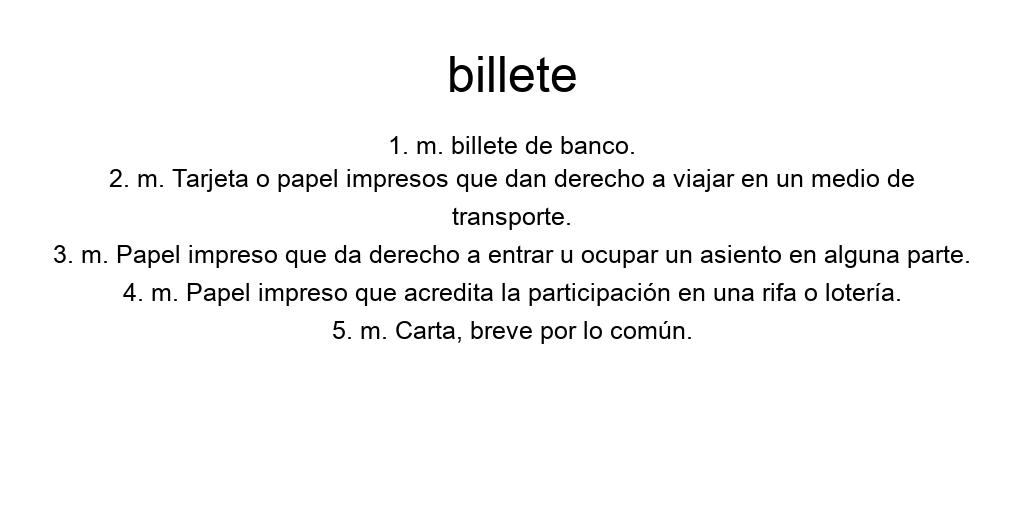 billete
1. m. billete de banco.
2. m. Tarjeta o papel impresos que dan derecho a viajar en un medio de
transporte.
3. m. Papel impreso que da derecho a entrar u ocupar un asiento en alguna parte.
4. m. Papel impreso que acredita la participación en una rifa o lotería.
5. m. Carta, breve por lo común.